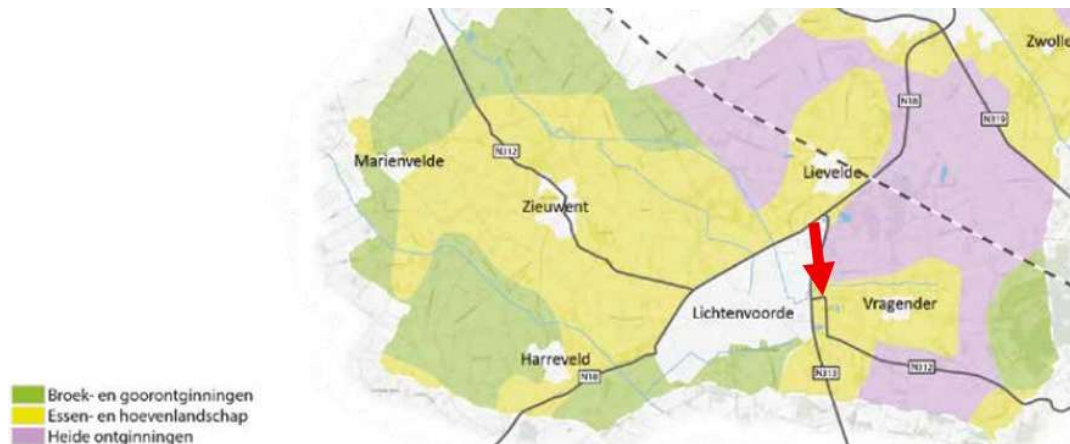 Zwolle
N18
N319
Marienvelde
N312
Lievelde
Zieuwent
Vragender
Lichtenvoorde
Harreveld
N18
N313
N312
Broek- en goorontginningen
Essen- en hoevenlandschap
Heide ontginningen